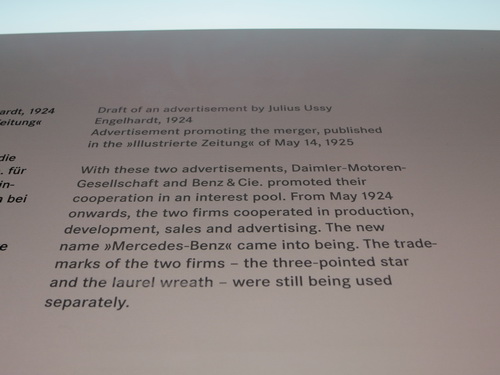 ardt, 1924
eitung«
die
. für
in-
n bei
e
Draft of an advertisement by Julius Ussy
Engelhardt, 1924
Advertisement promoting the merger, published
in the »Illustrierte Zeitung« of May 14, 1925
With these two advertisements, Daimler-Motoren-
Gesellschaft and Benz & Cie. promoted their
cooperation in an interest pool. From May 1924
onwards, the two firms cooperated in production,
development, sales and advertising. The new
name »Mercedes-Benz« came into being. The trade-
marks of the two firms – the three-pointed star
and the laurel wreath – were still being used
separately.